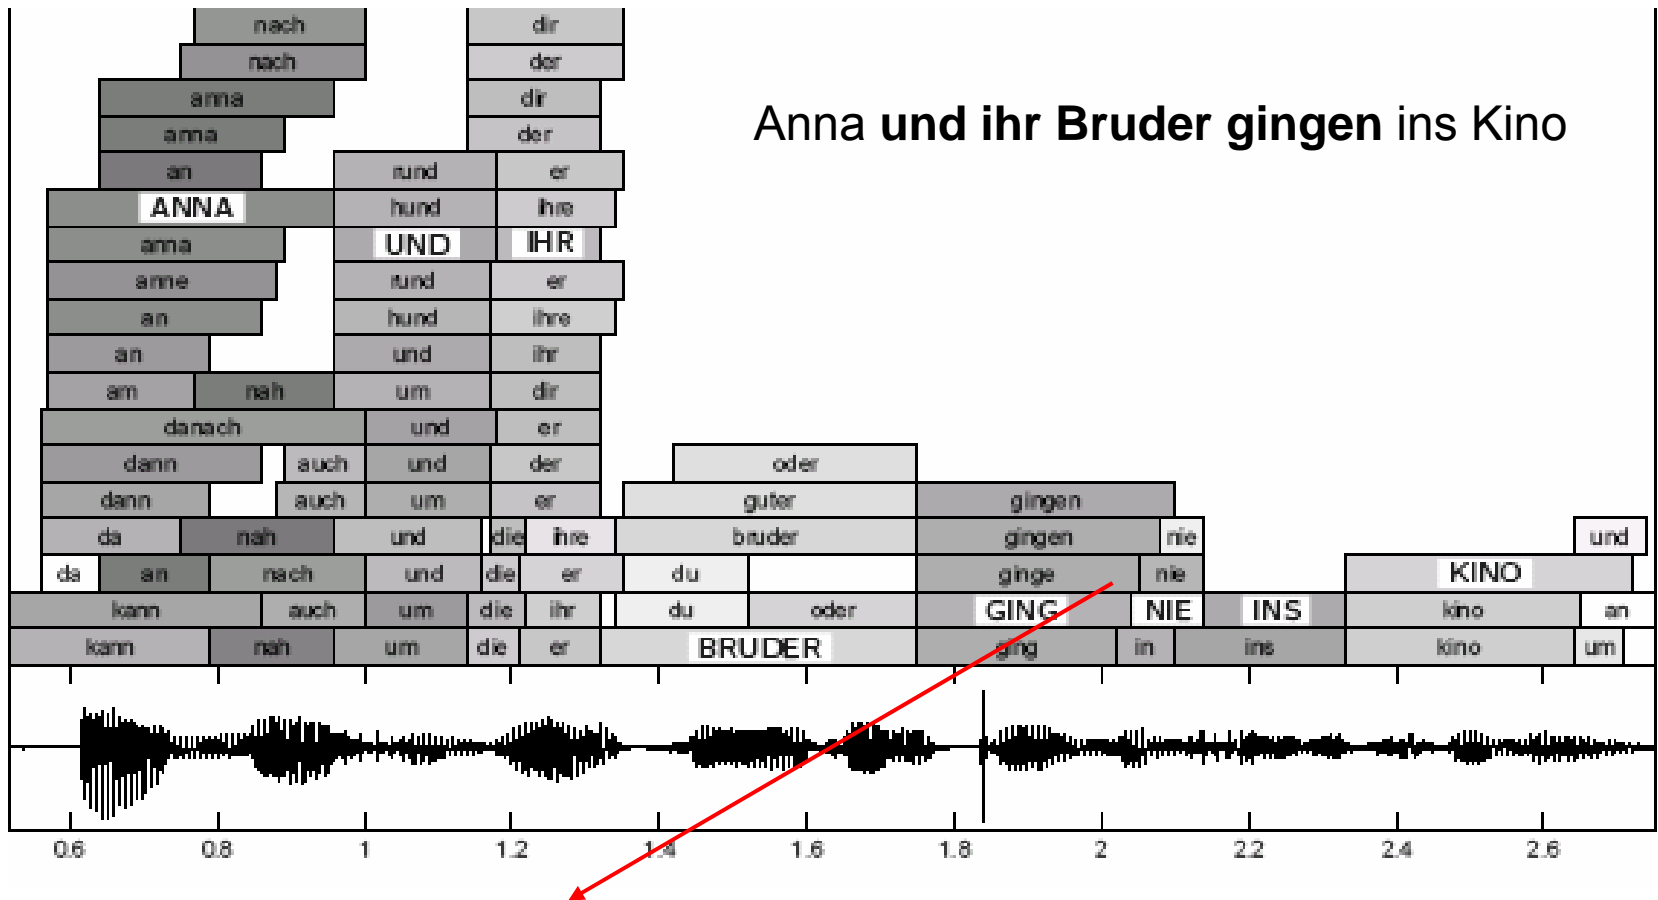 nach dir
nach der
anna dir
Anna und ihr Bruder gingen ins Kino
anna der
an rund er
ANNA hund ihre
anna UND IHR
anne rund er
an hund ihre
an und ihr
am nah um dir
danach und er
dann auch und der oder
dann auch um er guter gingen
da nah und die ihre bruder gingen nie und
da an nach und die er du ginge nie KINO
kann auch um die ihr du oder GING NIE INS kino an
kann nah um die er BRUDER ging in ins kino um
0.6 0.8 1 1.2 1.4 1.6 1.8 2 2.2 2.4 2.6